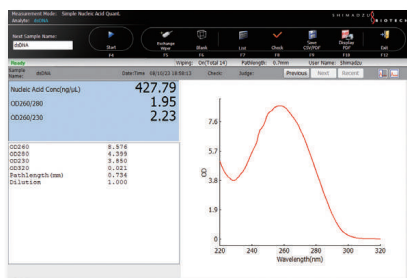 Measurement Mode: Simple Nucleic Acid Quant.
Analyte: dsDNA
SHIMADZU
BIOTECH
Next Sample Name:
dsDNA
Start
F4
Exchange Wiper
F5
Blank
F6
List
F7
Check
F8
Save CSV/PDF
F9
Display PDF
F10
Exit
F12
Ready
Wiping: On(Total 14)
Pathlength: 0.7mm
User Name: Shimadzu
Sample Name: dsDNA
Date:Time 08/10/22 18:08:12
Check:
Judge:
Previous
Next
Record
Nucleic Acid Conc(ng/uL) 427.79
OD260/280 1.95
OD260/230 2.23
OD260 8.576
OD280 4.399
OD230 3.850
OD320 0.021
Pathlength(mm) 0.734
Dilution 1.000
OD
7.6
5.7
3.8
1.9
0
220 240 260 280 300 320
Wavelength(nm)